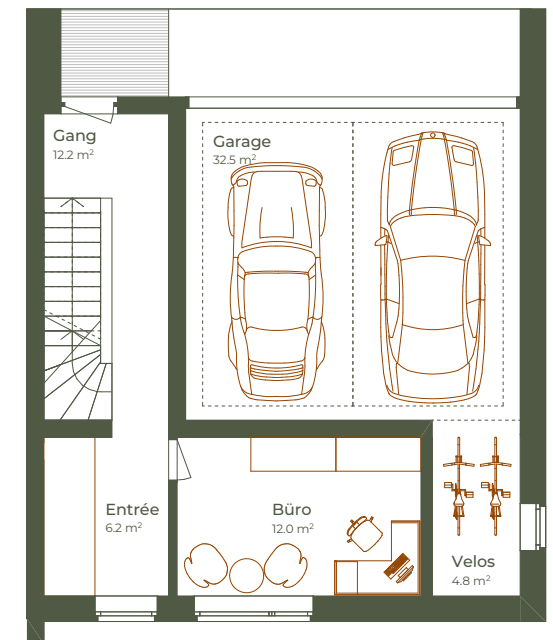 Gang
12.2 m²
Garage
32.5 m²
Entrée
6.2 m²
Büro
12.0 m²
Velos
4.8 m²